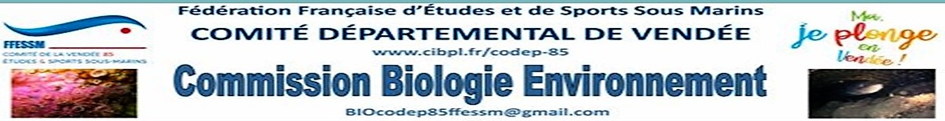 Fédération Française d'Études et de Sports Sous Marins
COMITÉ DÉPARTEMENTAL DE VENDÉE
www.cibpl.fr/codep-85
Commission Biologie Environnement
BIOcodep85ffessm@gmail.com
FFESSM
COMITÉ DE LA VENDÉE 85
ÉTUDES & SPORTS SOUS-MARINS
Ma,
je plonge
en
Vendée !